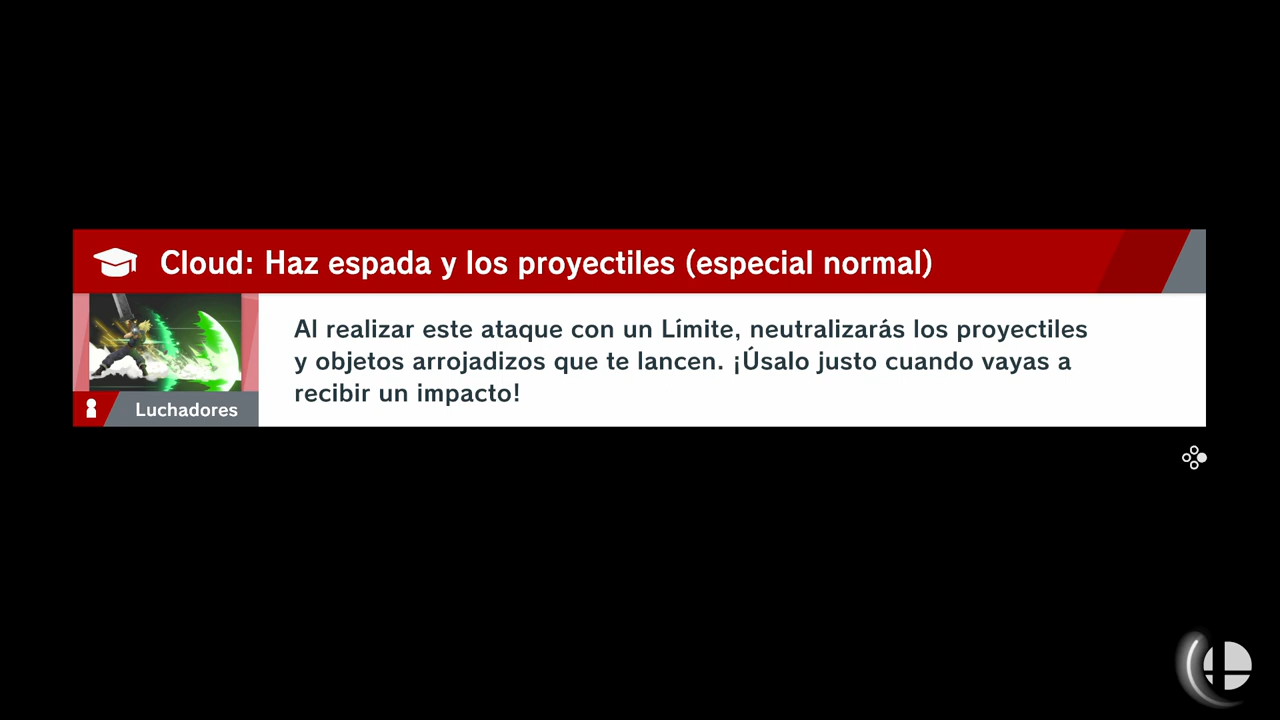 Cloud: Haz espada y los proyectiles (especial normal)
Al realizar este ataque con un Límite, neutralizarás los proyectiles
y objetos arrojadizos que te lancen. ¡Úsalo justo cuando vayas a
recibir un impacto!
Luchadores